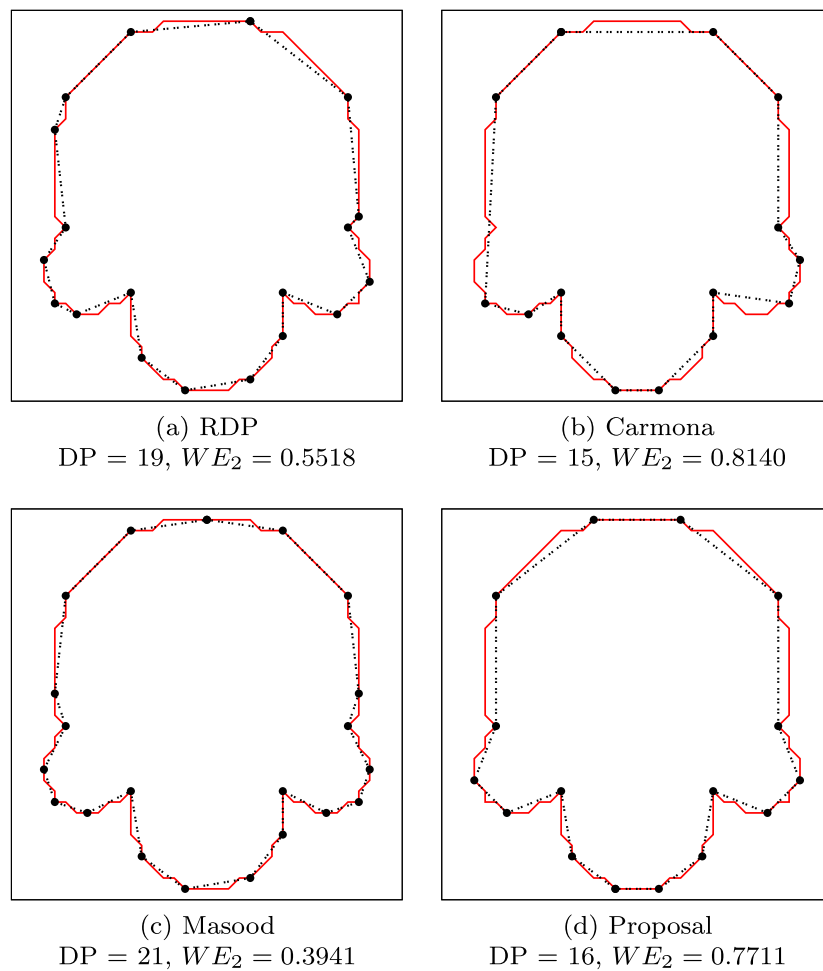 (a) RDP
DP = 19, WE₂ = 0.5518
(b) Carmona
DP = 15, WE₂ = 0.8140
(c) Masood
DP = 21, WE₂ = 0.3941
(d) Proposal
DP = 16, WE₂ = 0.7711